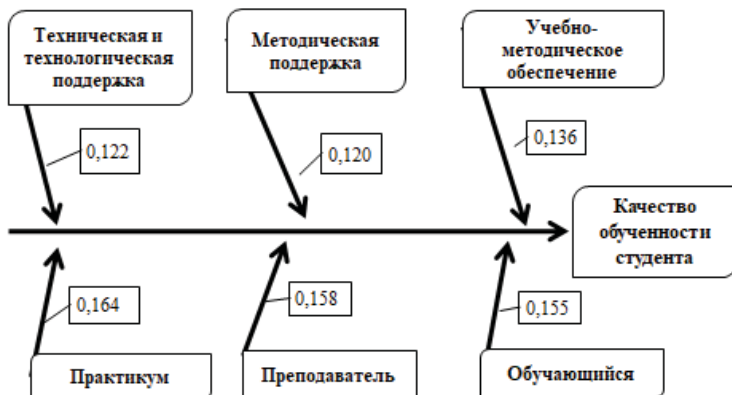 Техническая и
технологическая
поддержка
Методическая
поддержка
Учебно-
методическое
обеспечение
0,122
0,120
0,136
Качество
обученности
студента
0,164
0,158
0,155
Практикум
Преподаватель
Обучающийся